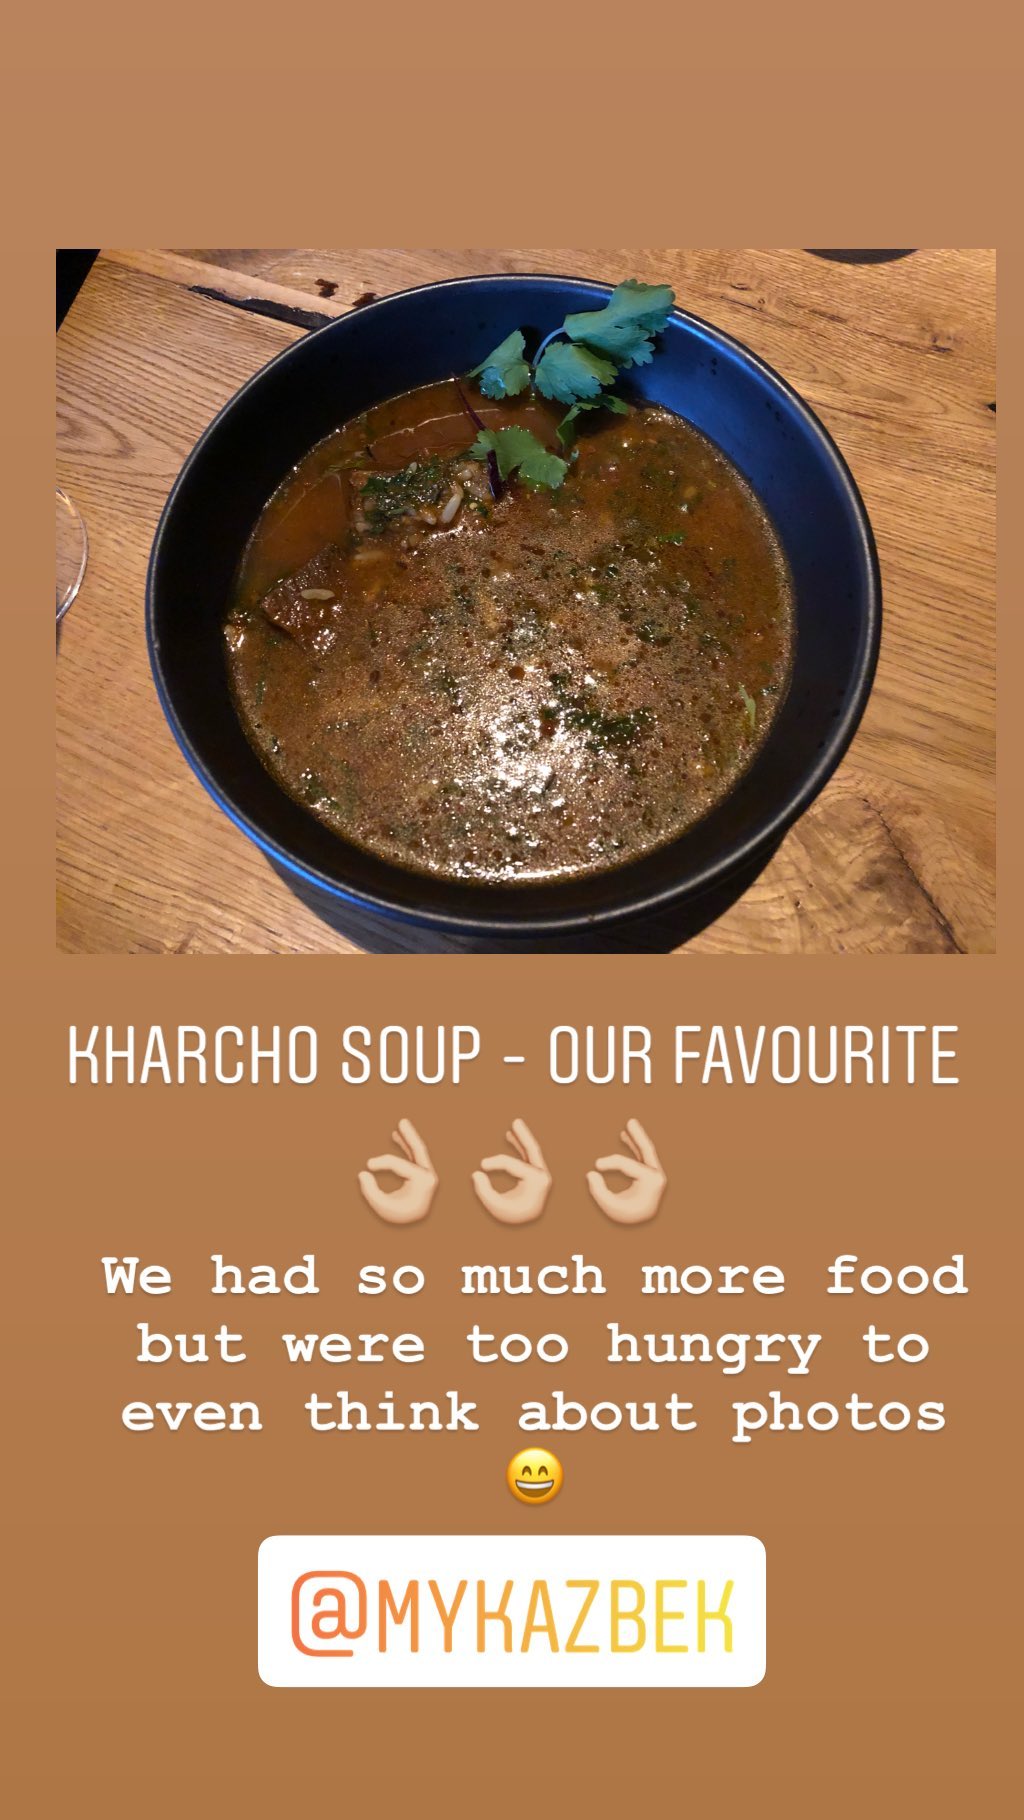 KHARCHO SOUP - OUR FAVOURITE
👌🏼👌🏼👌🏼
We had so much more food
but were too hungry to
even think about photos
😄
@MYKAZBEK